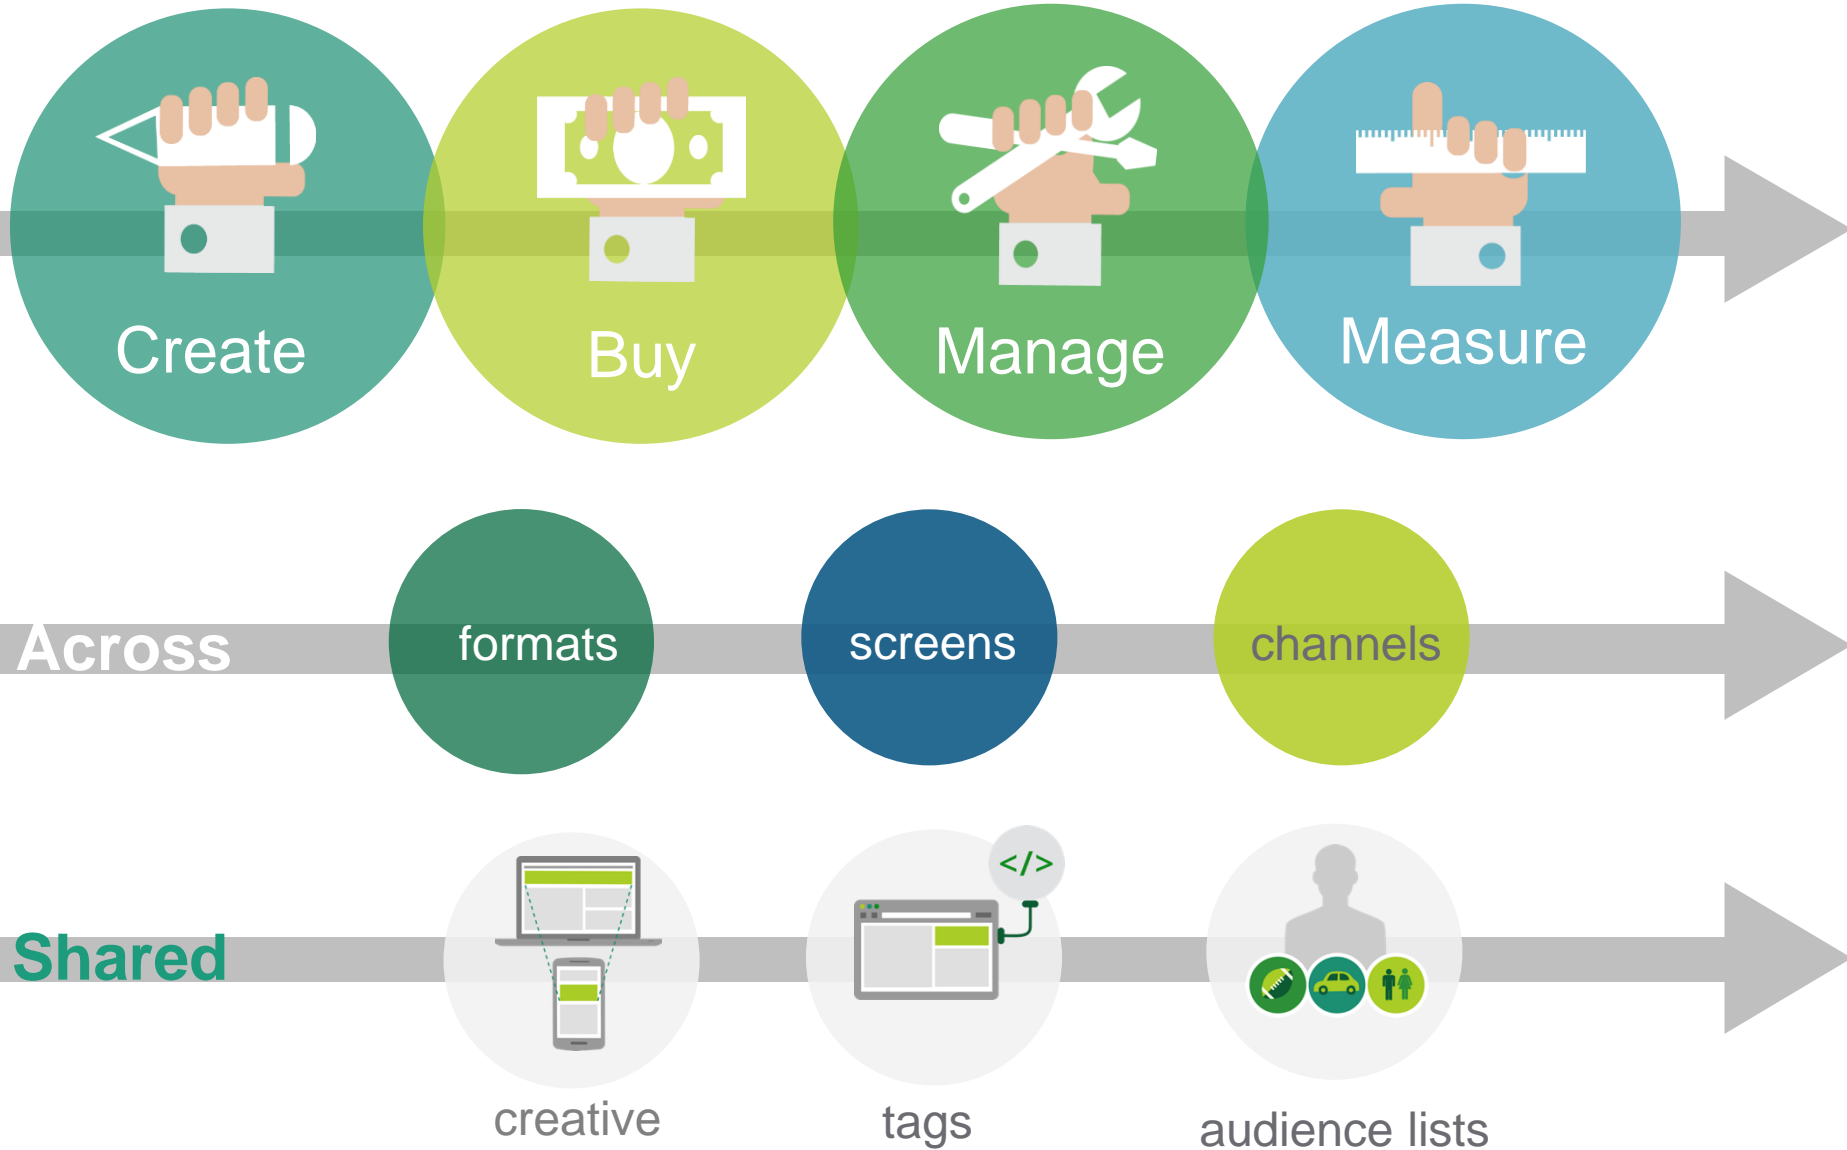 Create
Buy
Manage
Measure
Across
formats
screens
channels
</>
Shared
creative
tags
audience lists